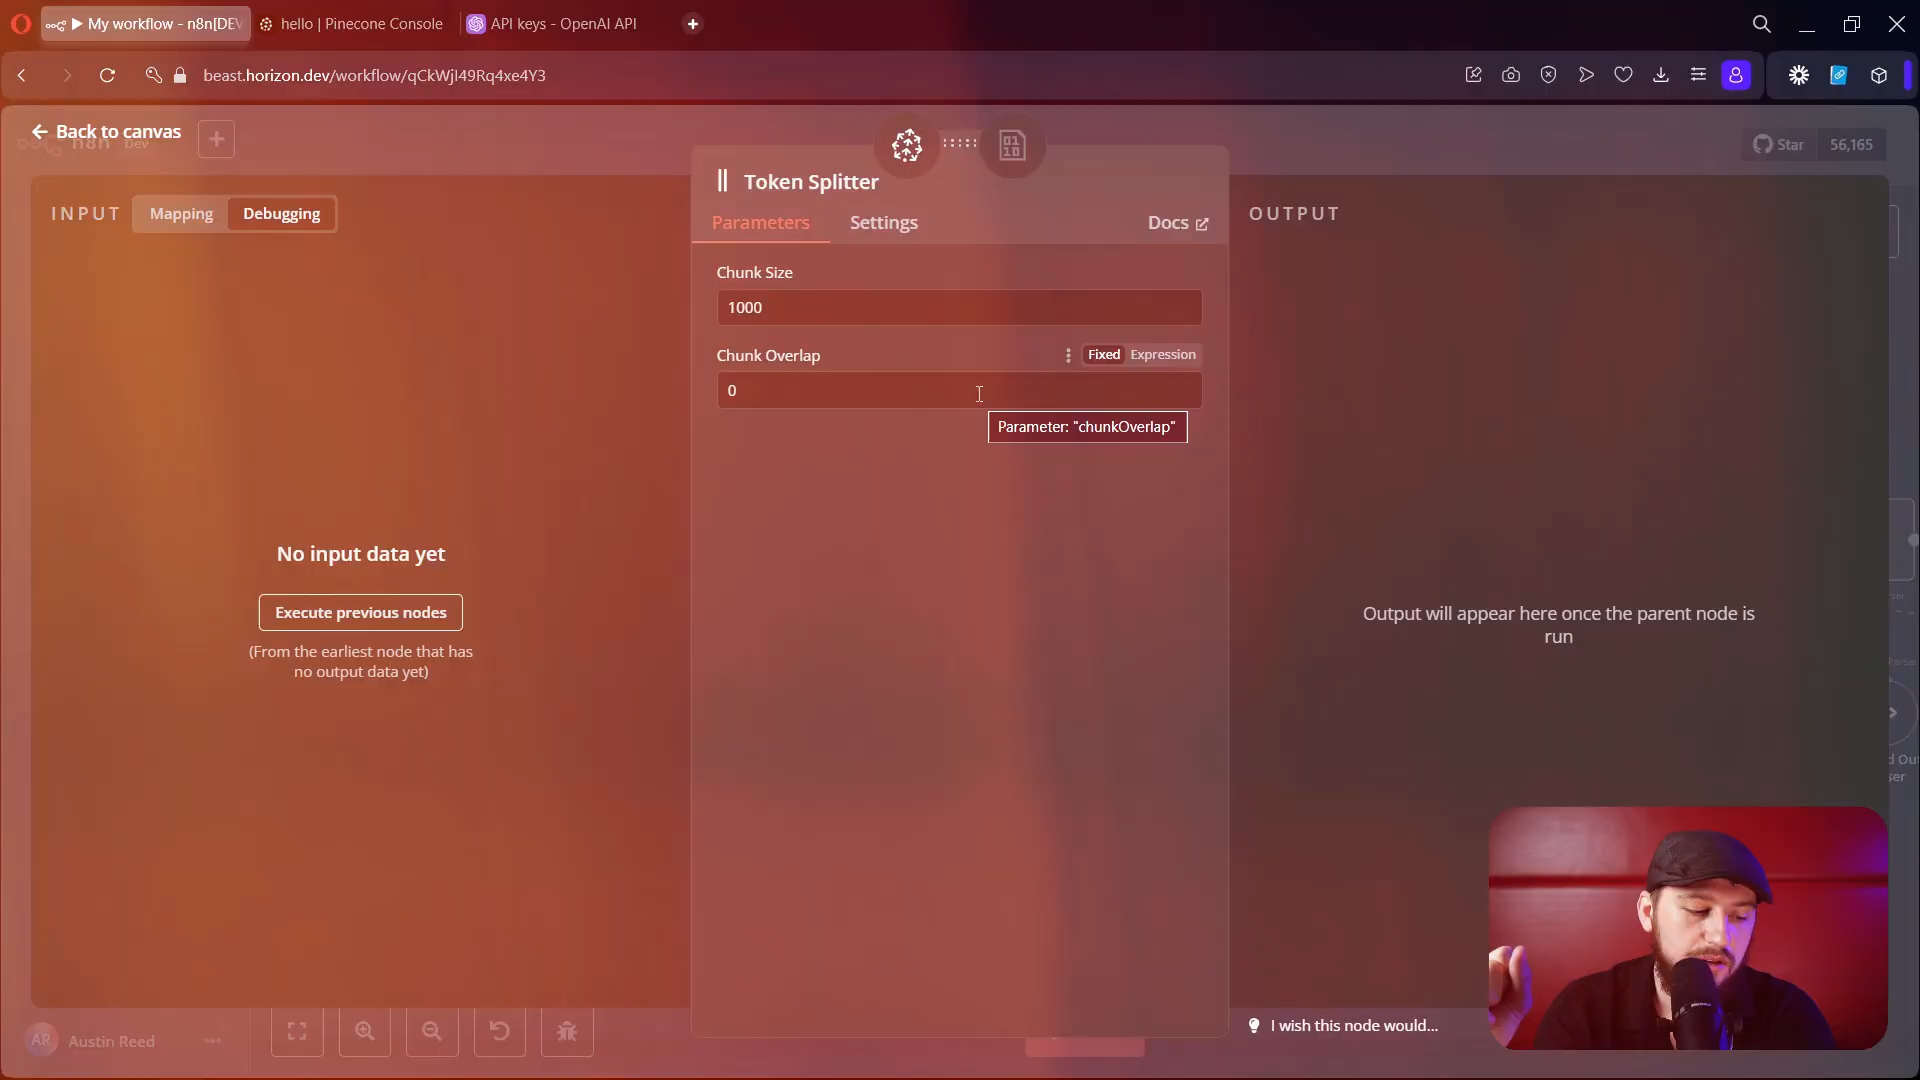 My workflow - n8n[DEV
hello | Pinecone Console
API keys - OpenAI API
beast.horizon.dev/workflow/qCkWjI49Rq4xe4Y3
Back to canvas
n8n Dev
Star 56,165
INPUT
Mapping
Debugging
Token Splitter
OUTPUT
Parameters
Settings
Docs
Chunk Size
1000
Chunk Overlap
Fixed
Expression
0
Parameter: "chunkOverlap"
No input data yet
Execute previous nodes
(From the earliest node that has
no output data yet)
Output will appear here once the parent node is
run
I wish this node would...
AR
Austin Reed